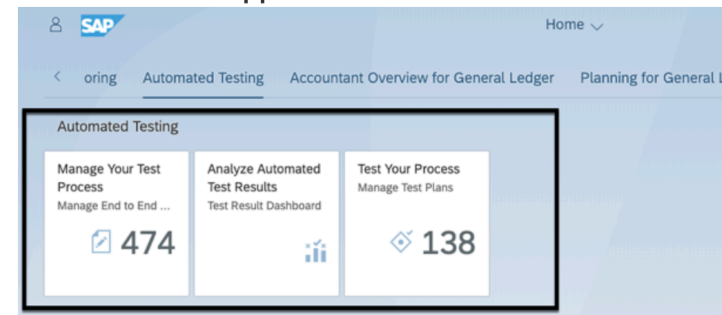 SAP
Home
oring Automated Testing Accountant Overview for General Ledger Planning for General
Automated Testing
Manage Your Test
Process
Manage End to End ...
474
Analyze Automated
Test Results
Test Result Dashboard
Test Your Process
Manage Test Plans
138